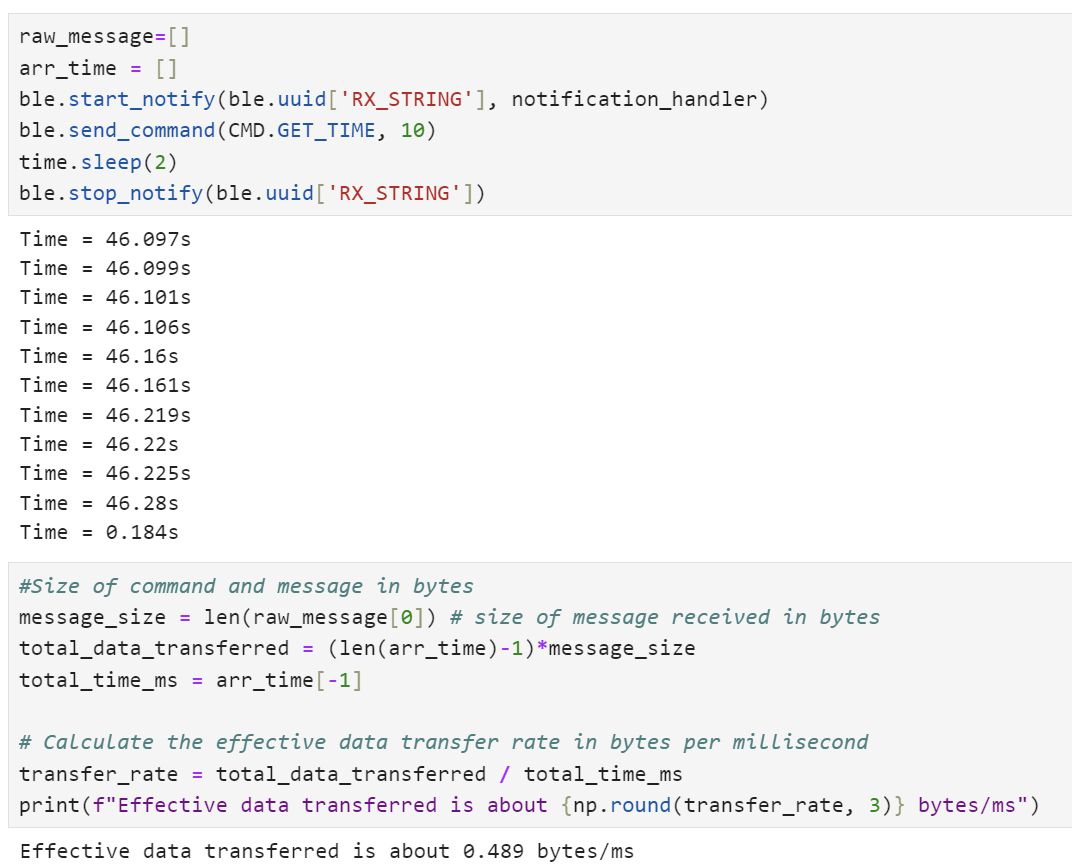 raw_message=[]
arr_time = []
ble.start_notify(ble.uuid['RX_STRING'], notification_handler)
ble.send_command(CMD.GET_TIME, 10)
time.sleep(2)
ble.stop_notify(ble.uuid['RX_STRING'])
Time = 46.097s
Time = 46.099s
Time = 46.101s
Time = 46.106s
Time = 46.16s
Time = 46.161s
Time = 46.219s
Time = 46.22s
Time = 46.225s
Time = 46.28s
Time = 0.184s
#Size of command and message in bytes
message_size = len(raw_message[0]) # size of message received in bytes
total_data_transferred = (len(arr_time)-1)*message_size
total_time_ms = arr_time[-1]
# Calculate the effective data transfer rate in bytes per millisecond
transfer_rate = total_data_transferred / total_time_ms
print(f"Effective data transferred is about {np.round(transfer_rate, 3)} bytes/ms")
Effective data transferred is about 0.489 bytes/ms